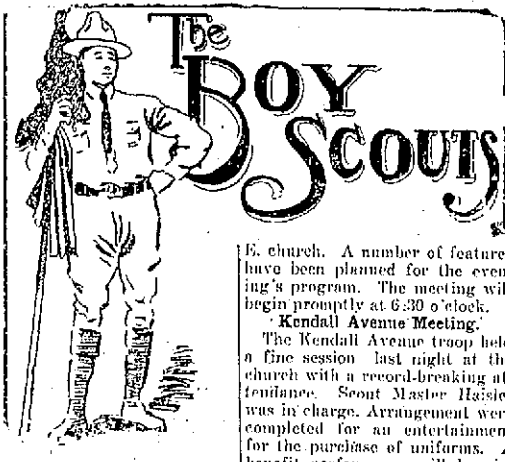 The
BOY
SCOUTS
E. church. A number of feature
have been planned for the even
ing's program. The meeting wil
begin promptly at 6:30 o'clock.
Kendall Avenue Meeting.
The Kendall Avenue troop held
a fine session last night at th
church with a record-breaking at
tendance. Scout Master Haisle
was in charge. Arrangement wer
completed for an entertainmen
for the purchase of uniforms. A